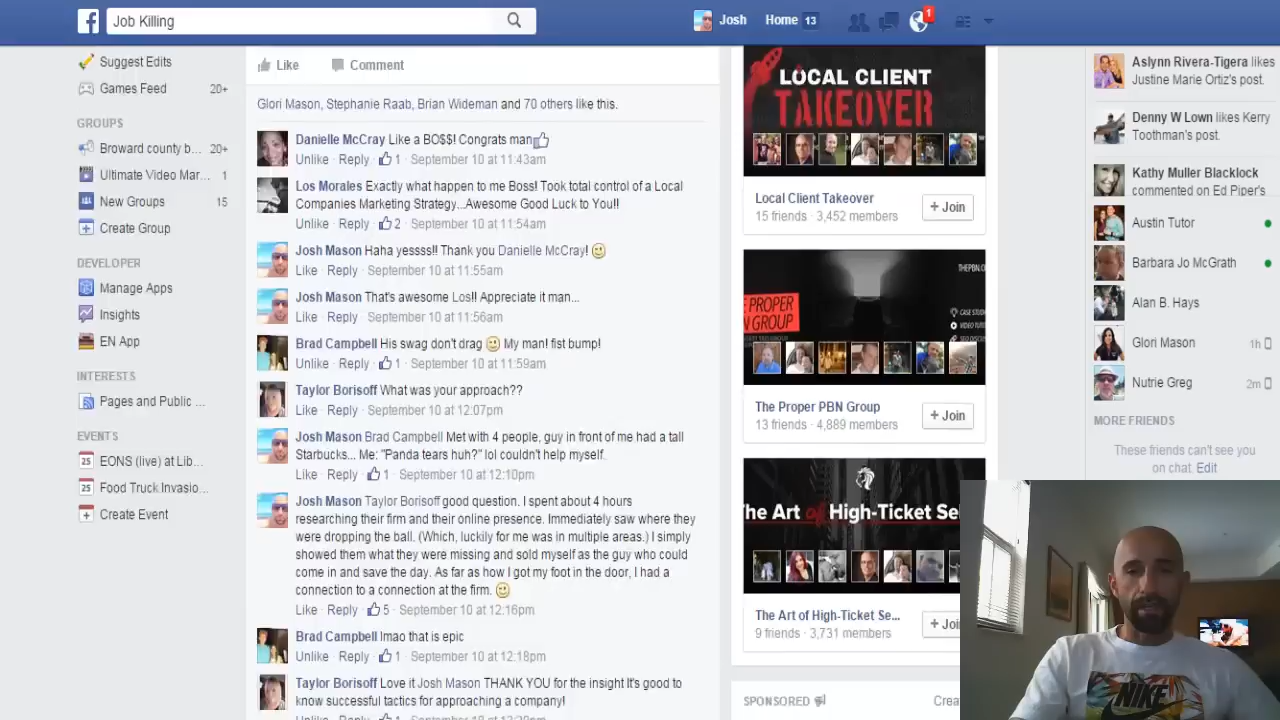 Job Killing
Josh
Home 13
1
Suggest Edits
Games Feed 20+
GROUPS
Broward county b... 20+
Ultimate Video Mar... 1
New Groups 15
Create Group
DEVELOPER
Manage Apps
Insights
EN App
INTERESTS
Pages and Public ...
EVENTS
25 EONS (live) at Lib...
25 Food Truck Invasio...
Create Event
Like Comment
Glori Mason, Stephanie Raab, Brian Wideman and 70 others like this.
Danielle McCray Like a BO$$! Congrats man
Unlike · Reply · 1 · September 10 at 11:43am
Los Morales Exactly what happen to me Boss! Took total control of a Local
Companies Marketing Strategy...Awesome Good Luck to You!!
Unlike · Reply · 2 · September 10 at 11:54am
Josh Mason Haha yessss!! Thank you Danielle McCray!
Like · Reply · September 10 at 11:55am
Josh Mason That's awesome Los!! Appreciate it man...
Like · Reply · September 10 at 11:56am
Brad Campbell His swag don't drag My man! fist bump!
Unlike · Reply · 1 · September 10 at 11:59am
Taylor Borisoff What was your approach??
Like · Reply · September 10 at 12:07pm
Josh Mason Brad Campbell Met with 4 people, guy in front of me had a tall
Starbucks... Me: "Panda tears huh?" lol couldn't help myself.
Like · Reply · 1 · September 10 at 12:10pm
Josh Mason Taylor Borisoff good question. I spent about 4 hours
researching their firm and their online presence. Immediately saw where they
were dropping the ball. (Which, luckily for me was in multiple areas.) I simply
showed them what they were missing and sold myself as the guy who could
come in and save the day. As far as how I got my foot in the door, I had a
connection to a connection at the firm.
Like · Reply · 5 · September 10 at 12:16pm
Brad Campbell lmao that is epic
Unlike · Reply · 1 · September 10 at 12:18pm
Taylor Borisoff Love it Josh Mason THANK YOU for the insight It's good to
know successful tactics for approaching a company!
LOCAL CLIENT
TAKEOVER
Local Client Takeover
15 friends · 3,452 members
+ Join
THEPBN.O
E PROPER
N GROUP
CASE STUD
VIDEO TUTO
The Proper PBN Group
13 friends · 4,889 members
+ Join
he Art of High-Ticket Se
The Art of High-Ticket Se...
9 friends · 3,731 members
+ Joi
SPONSORED
Crea
Aslynn Rivera-Tigera likes
Justine Marie Ortiz's post.
Denny W Lown likes Kerry
Toothman's post.
Kathy Muller Blacklock
commented on Ed Piper's
Austin Tutor
Barbara Jo McGrath
Alan B. Hays
Glori Mason 1h
Nutrie Greg 2m
MORE FRIENDS
These friends can't see you
on chat. Edit
NIKE